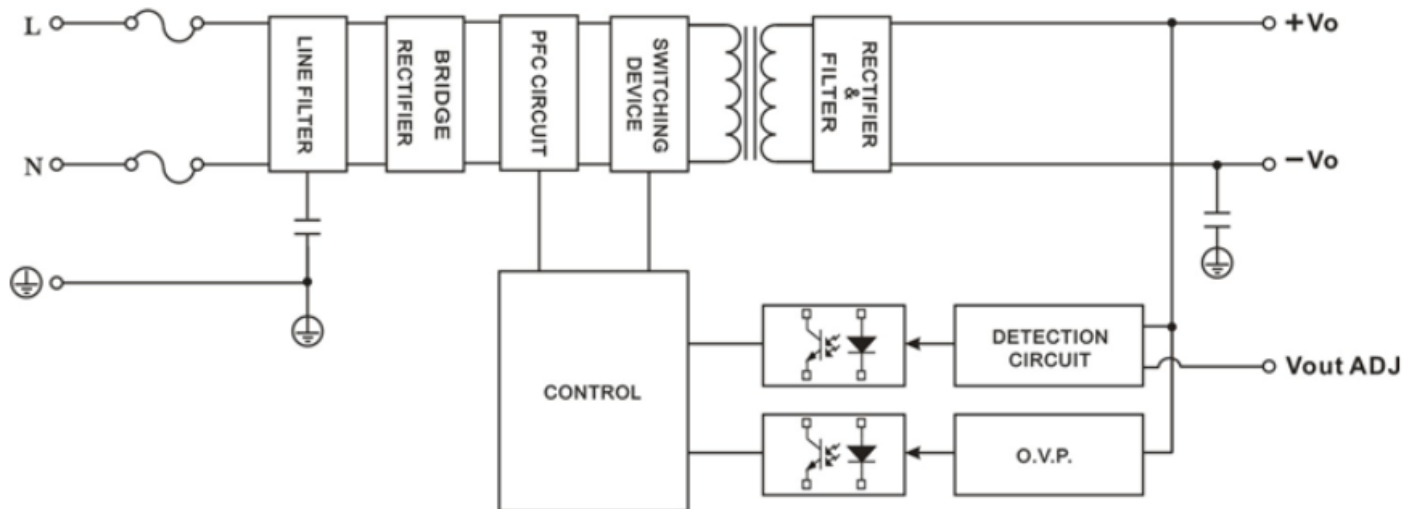 L
N
LINE FILTER
BRIDGE
RECTIFIER
PFC CIRCUIT
SWITCHING
DEVICE
RECTIFIER
&
FILTER
+Vo
−Vo
CONTROL
DETECTION
CIRCUIT
Vout ADJ
O.V.P.